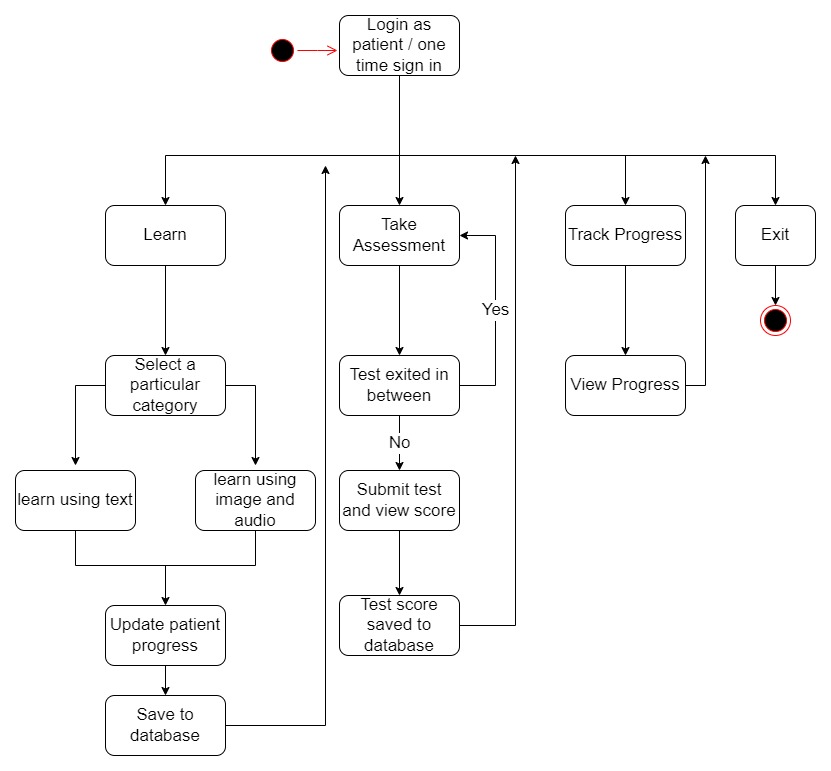 Login as
patient / one
time sign in
Learn
Take
Assessment
Track Progress
Exit
Yes
Select a
particular
category
Test exited in
between
View Progress
No
learn using text
learn using
image and
audio
Submit test
and view score
Update patient
progress
Test score
saved to
database
Save to
database